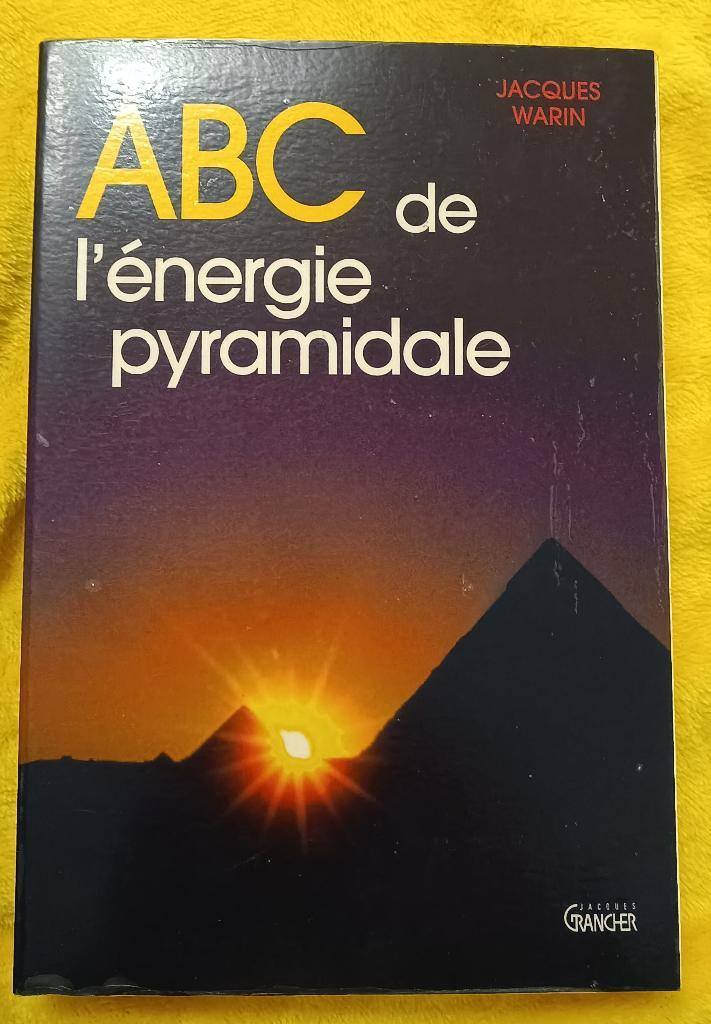 JACQUES
WARIN
ABC de
l'énergie
pyramidale
JACQUES
GRANCHER